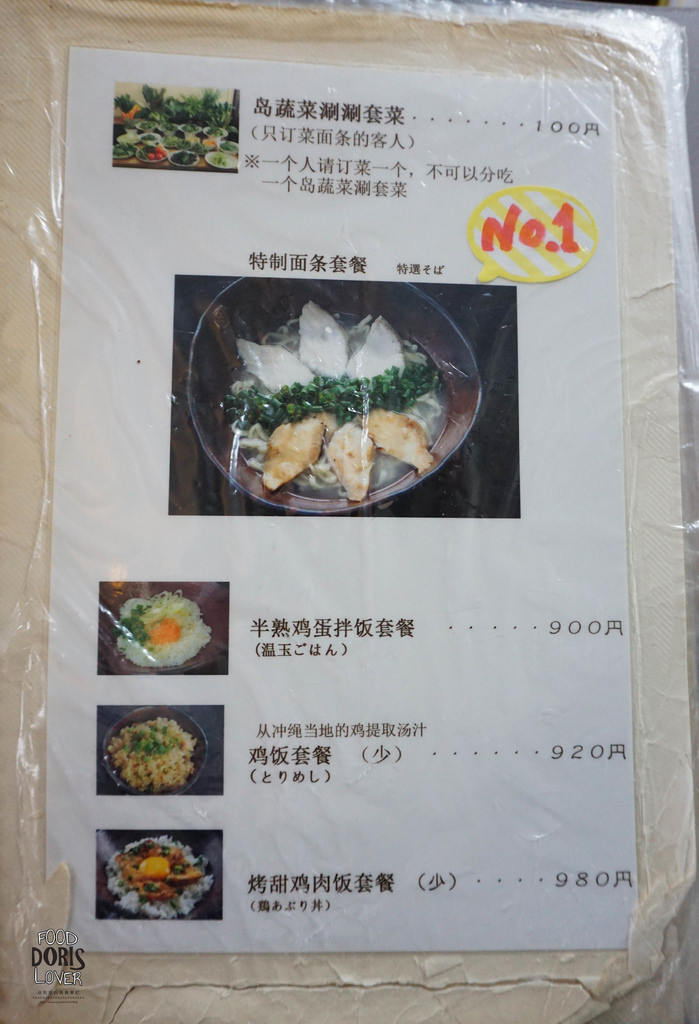 岛蔬菜涮涮套菜.......100円
（只订菜面条的客人）
※一个人请订菜一个，不可以分吃
一个岛蔬菜涮涮套菜
No.1
特制面条套餐 特選そば
半熟鸡蛋拌饭套餐 ·····900円
(温玉ごはん)
从冲绳当地的鸡提取汤汁
鸡饭套餐 （少） ······920円
(とりめし)
烤甜鸡肉饭套餐 （少） ····980円
(鶏あぶり丼)
FOOD
DORIS
LOVER